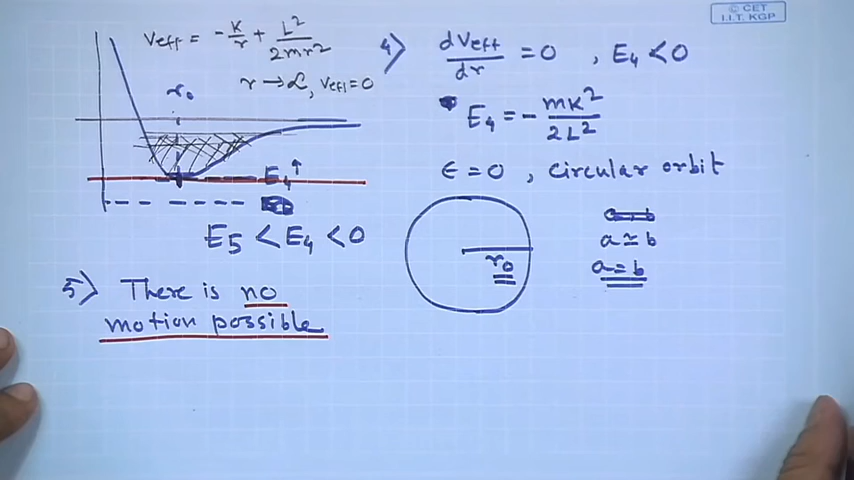 © CET
I.I.T. KGP
Veff = -K/r + L²/2mr²
r → ∞, Veff = 0
r₀
E₄ ↑
E₅ < E₄ < 0
5) There is no
motion possible
4) dVeff/dr = 0 , E₄ < 0
E₄ = - mK²/2L²
ϵ = 0 , circular orbit
r₀
a ≃ b
a = b